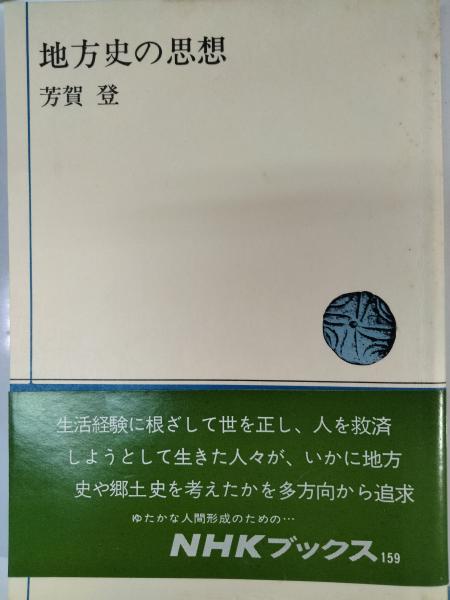 地方史の思想
芳賀 登
生活経験に根ざして世を正し、人を救済
しようとして生きた人々が、いかに地方
史や郷土史を考えたかを多方向から追求
ゆたかな人間形成のための…
NHKブックス 159